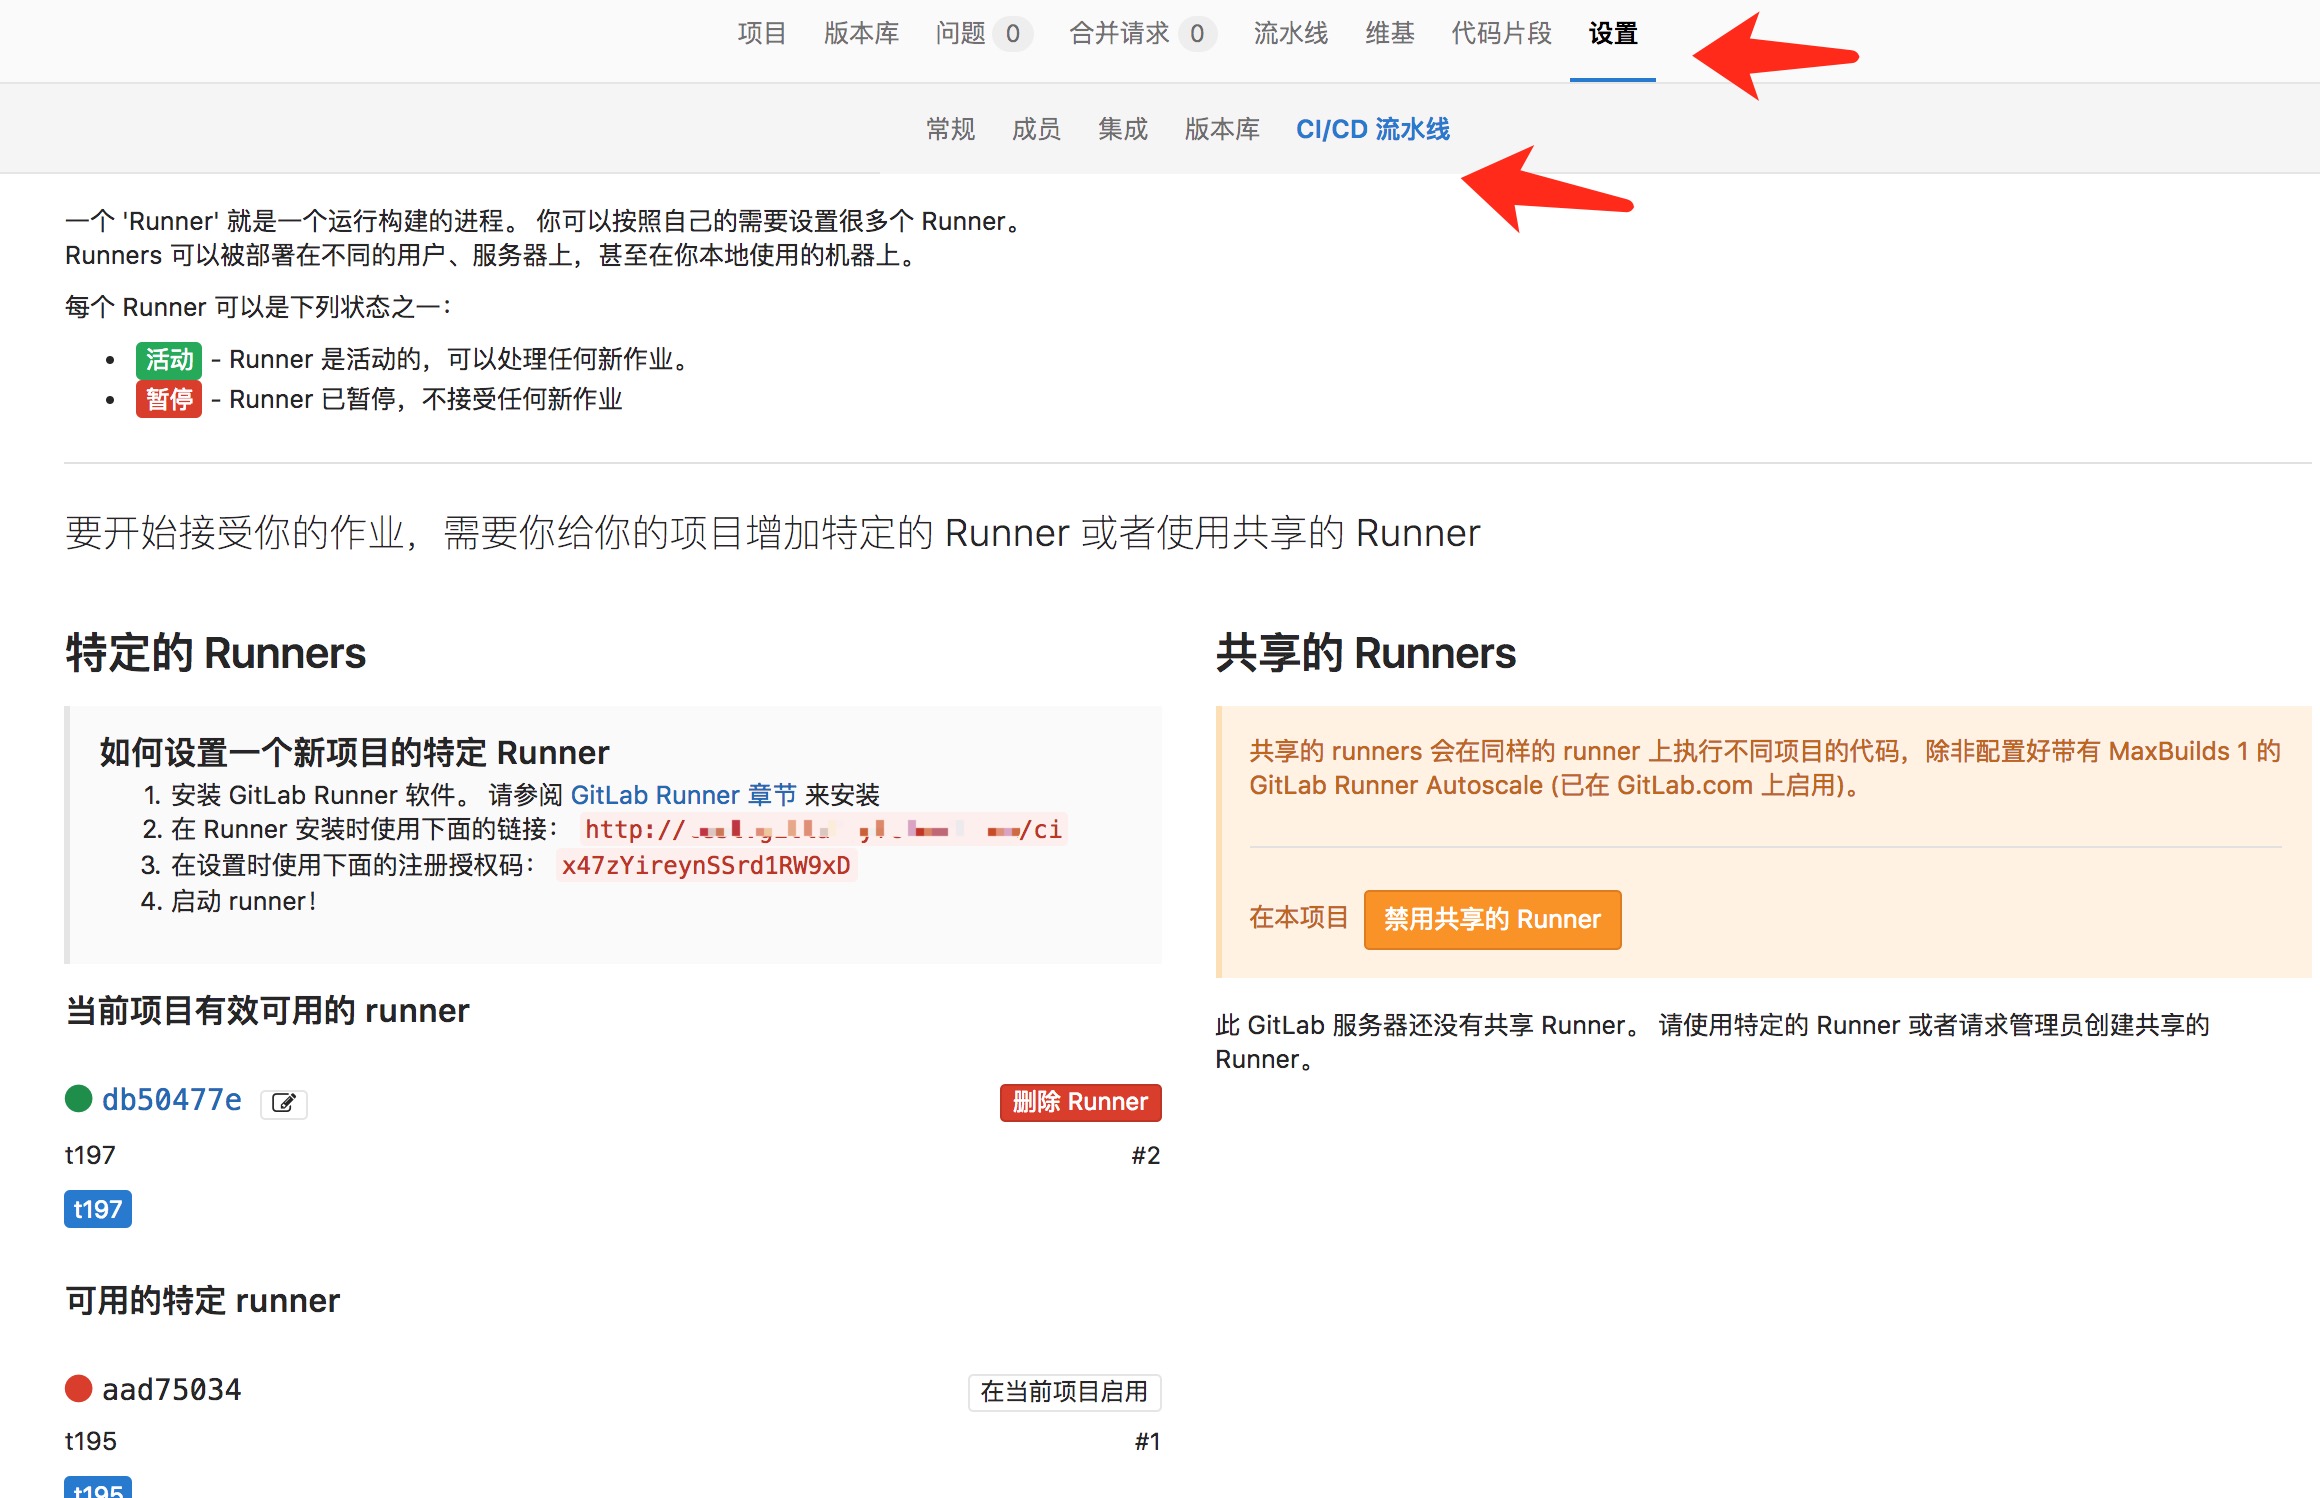 项目 版本库 问题 0 合并请求 0 流水线 维基 代码片段 设置
常规 成员 集成 版本库 CI/CD 流水线
一个 'Runner' 就是一个运行构建的进程。 你可以按照自己的需要设置很多个 Runner。
Runners 可以被部署在不同的用户、服务器上，甚至在你本地使用的机器上。
每个 Runner 可以是下列状态之一：
• 活动 - Runner 是活动的，可以处理任何新作业。
• 暂停 - Runner 已暂停，不接受任何新作业
要开始接受你的作业，需要你给你的项目增加特定的 Runner 或者使用共享的 Runner
特定的 Runners
如何设置一个新项目的特定 Runner
1. 安装 GitLab Runner 软件。 请参阅 GitLab Runner 章节 来安装
2. 在 Runner 安装时使用下面的链接： http:// /ci
3. 在设置时使用下面的注册授权码： x47zYireynSSrd1RW9xD
4. 启动 runner！
当前项目有效可用的 runner
db50477e 删除 Runner
t197 #2
t197
可用的特定 runner
aad75034 在当前项目启用
t195 #1
t195
共享的 Runners
共享的 runners 会在同样的 runner 上执行不同项目的代码，除非配置好带有 MaxBuilds 1 的
GitLab Runner Autoscale (已在 GitLab.com 上启用)。
在本项目 禁用共享的 Runner
此 GitLab 服务器还没有共享 Runner。 请使用特定的 Runner 或者请求管理员创建共享的
Runner。